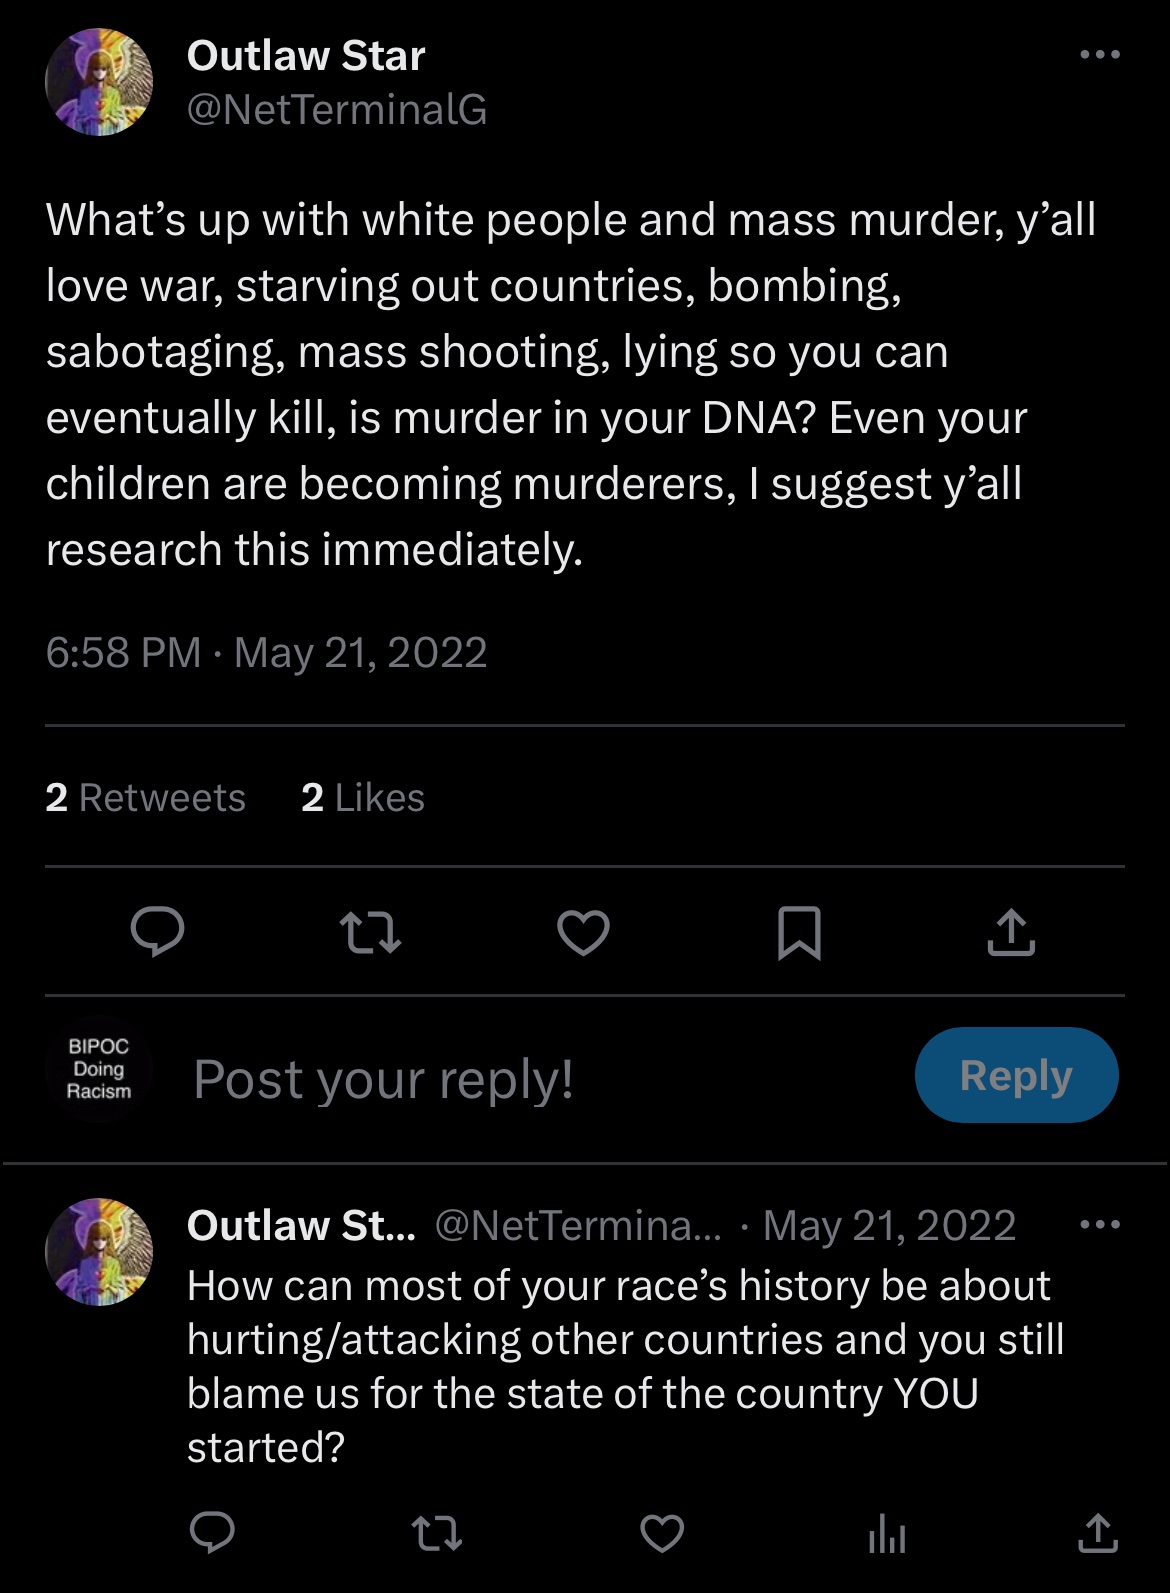 Outlaw Star
@NetTerminalG
What’s up with white people and mass murder, y’all
love war, starving out countries, bombing,
sabotaging, mass shooting, lying so you can
eventually kill, is murder in your DNA? Even your
children are becoming murderers, I suggest y’all
research this immediately.
6:58 PM · May 21, 2022
2 Retweets 2 Likes
BIPOC
Doing
Racism
Post your reply!
Reply
Outlaw St... @NetTermina... · May 21, 2022
How can most of your race’s history be about
hurting/attacking other countries and you still
blame us for the state of the country YOU
started?